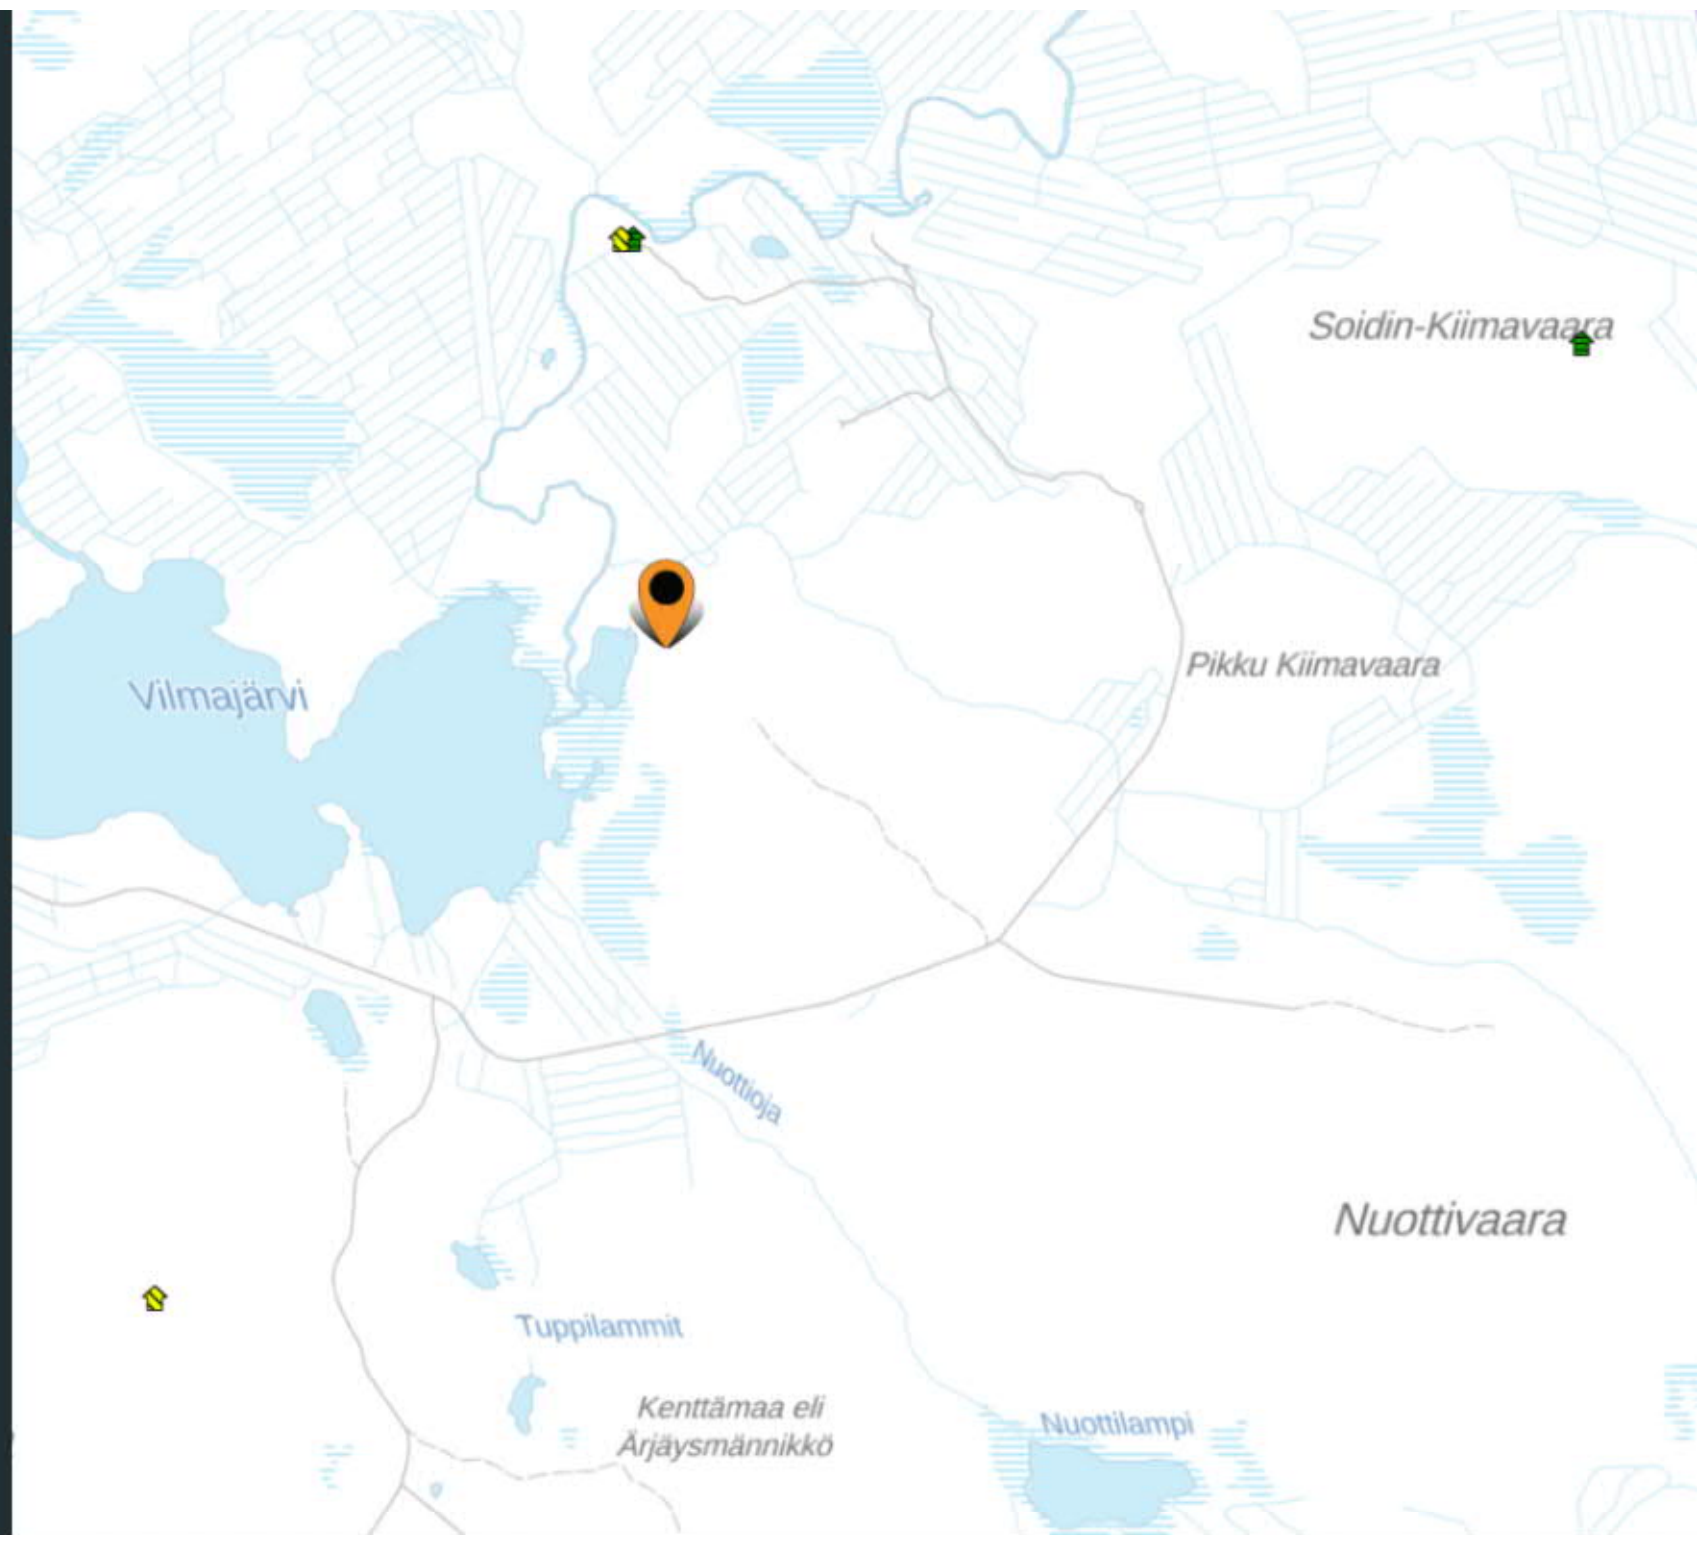 Soidin-Kiimavaara
Pikku Kiimavaara
Vilmajärvi
Nuottioja
Nuottivaara
Tuppilammit
Kenttämaa eli
Ärjäysmännikkö
Nuottilampi